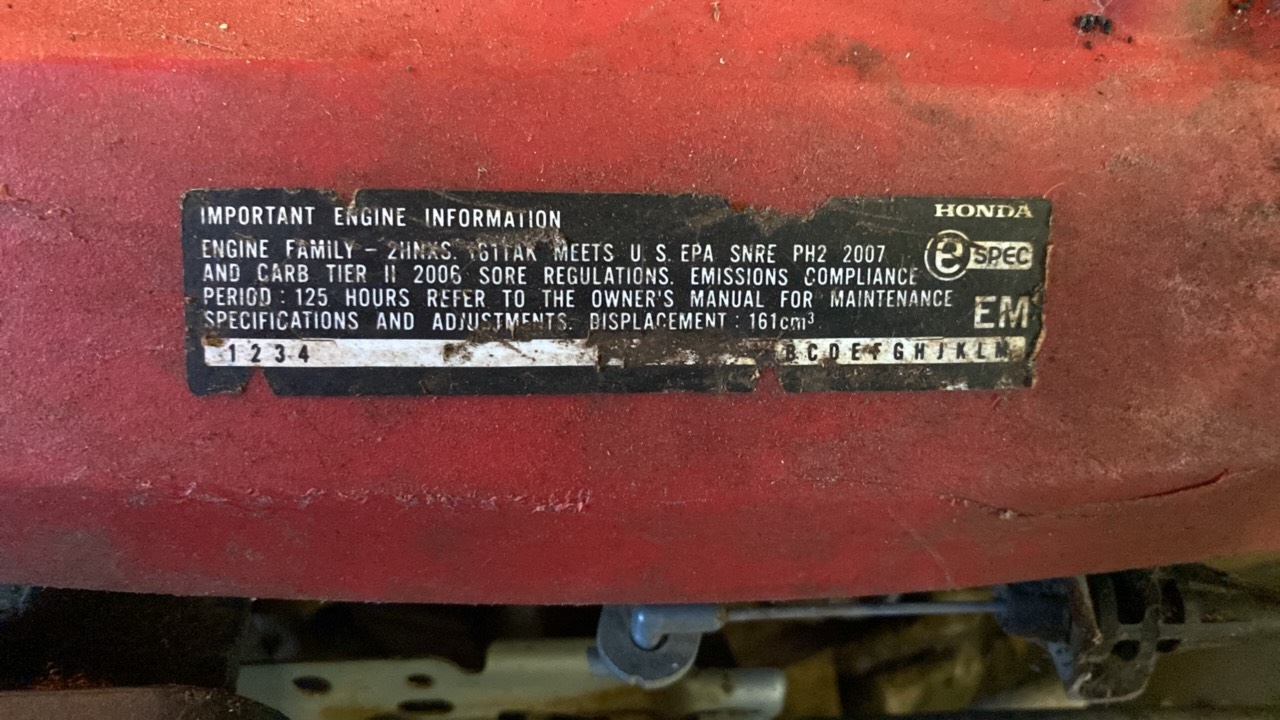 IMPORTANT ENGINE INFORMATION
HONDA
ENGINE FAMILY - MEETS U.S. EPA SNRE PH2 2007
AND CARB TIER II 2006 SORE REGULATIONS. EMISSIONS COMPLIANCE
e SPEC
PERIOD : 125 HOURS REFER TO THE OWNER'S MANUAL FOR MAINTENANCE
SPECIFICATIONS AND ADJUSTMENTS. DISPLACEMENT : 161cm³
EM
1 2 3 4 B C D E F G H J K L M